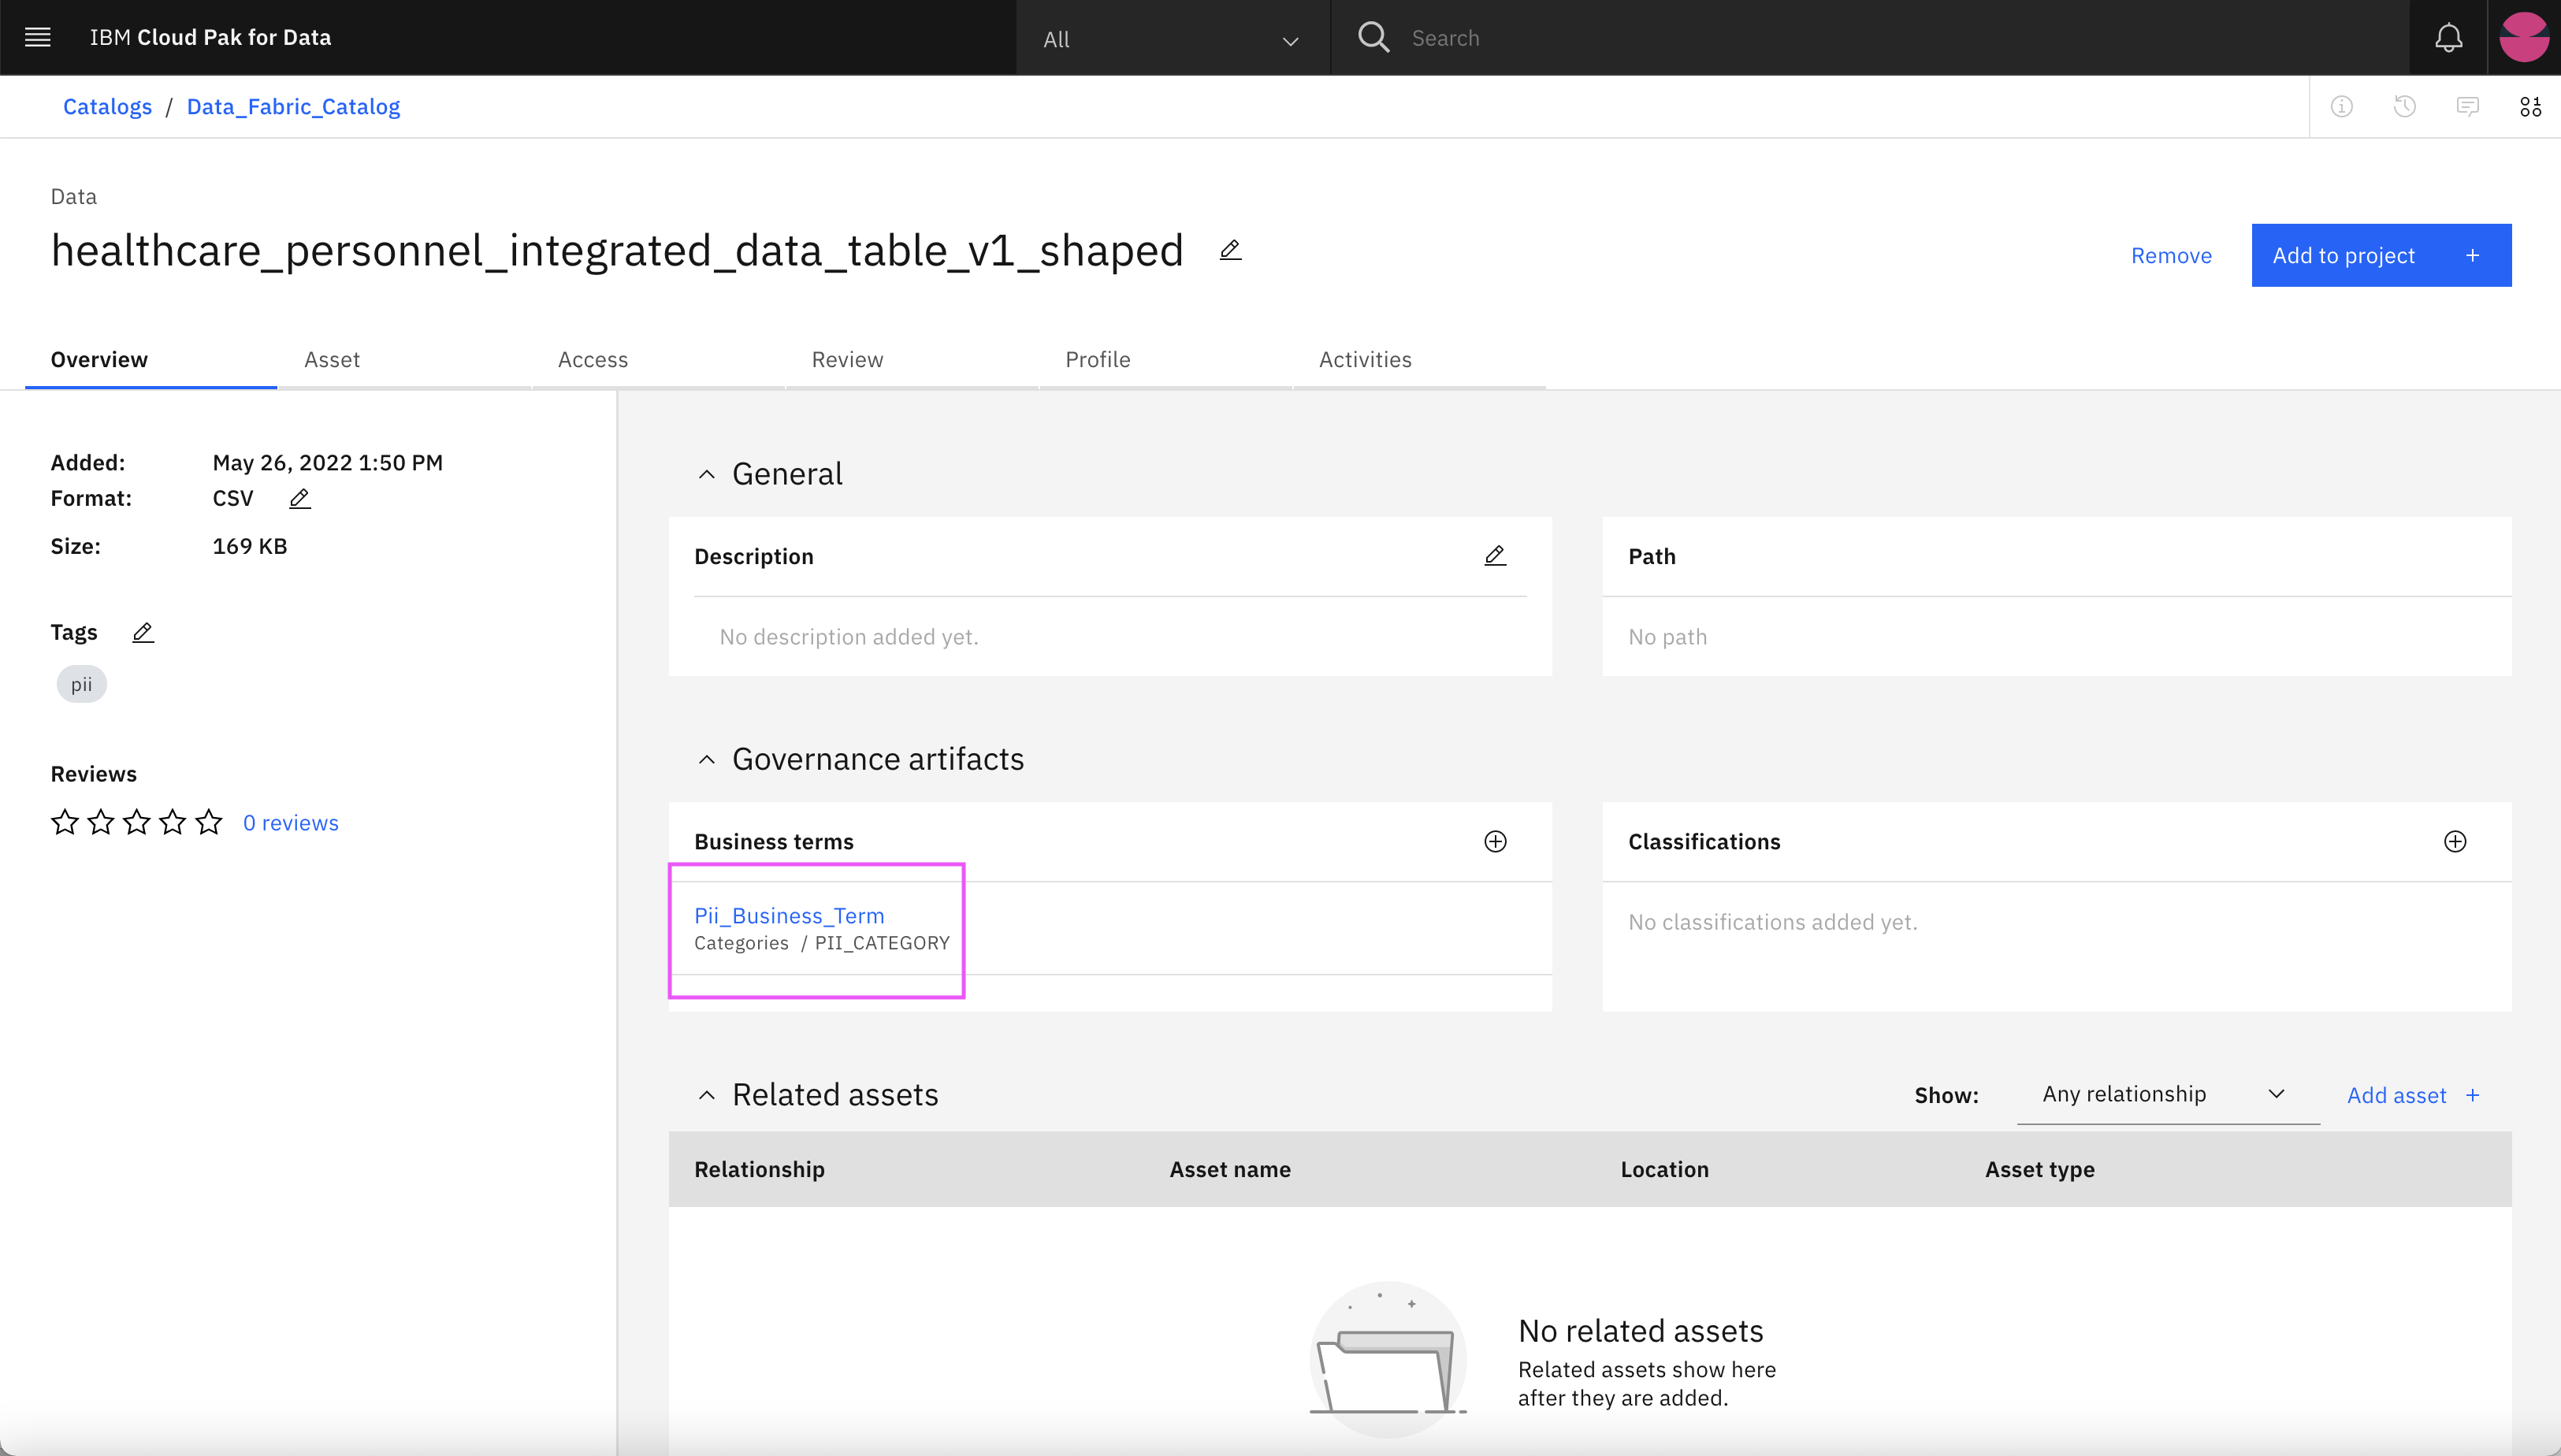 IBM Cloud Pak for Data
All
Search
Catalogs / Data_Fabric_Catalog
Data
healthcare_personnel_integrated_data_table_v1_shaped
Remove
Add to project +
Overview
Asset
Access
Review
Profile
Activities
Added: May 26, 2022 1:50 PM
Format: CSV
Size: 169 KB
Tags
pii
Reviews
0 reviews
General
Description
No description added yet.
Path
No path
Governance artifacts
Business terms
Pii_Business_Term
Categories / PII_CATEGORY
Classifications
No classifications added yet.
Related assets
Show: Any relationship
Add asset +
Relationship
Asset name
Location
Asset type
No related assets
Related assets show here
after they are added.